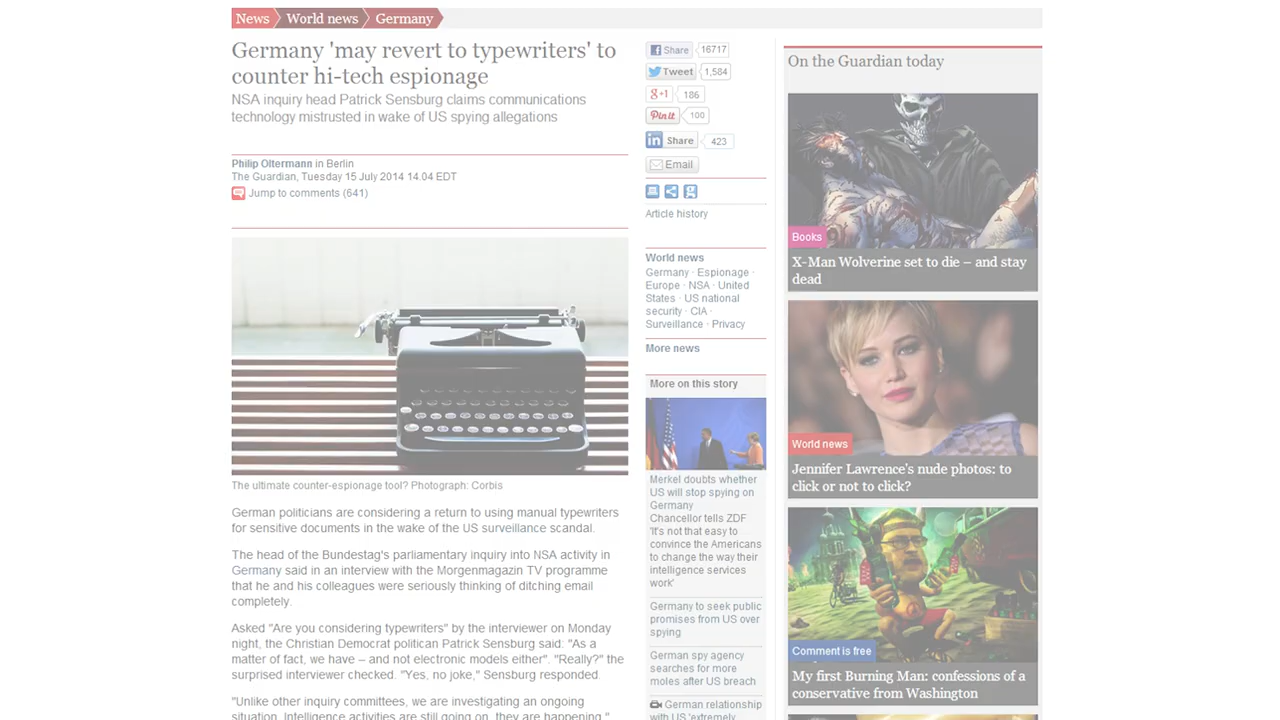 News
World news
Germany
Germany 'may revert to typewriters' to
counter hi-tech espionage
NSA inquiry head Patrick Sensburg claims communications
technology mistrusted in wake of US spying allegations
Philip Oltermann in Berlin
The Guardian, Tuesday 15 July 2014 14.04 EDT
Jump to comments (641)
The ultimate counter-espionage tool? Photograph: Corbis
German politicians are considering a return to using manual typewriters
for sensitive documents in the wake of the US surveillance scandal.
The head of the Bundestag's parliamentary inquiry into NSA activity in
Germany said in an interview with the Morgenmagazin TV programme
that he and his colleagues were seriously thinking of ditching email
completely.
Asked "Are you considering typewriters" by the interviewer on Monday
night, the Christian Democrat politican Patrick Sensburg said: "As a
matter of fact, we have – and not electronic models either". "Really?" the
surprised interviewer checked. "Yes, no joke," Sensburg responded.
"Unlike other inquiry committees, we are investigating an ongoing
situation. Intelligence activities are still going on, they are happening."
Share 16717
Tweet 1,584
g+1 186
Pin it 100
in Share 423
Email
Article history
World news
Germany · Espionage ·
Europe · NSA · United
States · US national
security · CIA ·
Surveillance · Privacy
More news
More on this story
Merkel doubts whether
US will stop spying on
Germany
Chancellor tells ZDF
'It's not that easy to
convince the Americans
to change the way their
intelligence services
work'
Germany to seek public
promises from US over
spying
German spy agency
searches for more
moles after US breach
German relationship
with US 'extremely
On the Guardian today
Books
X-Man Wolverine set to die – and stay
dead
World news
Jennifer Lawrence's nude photos: to
click or not to click?
Comment is free
My first Burning Man: confessions of a
conservative from Washington